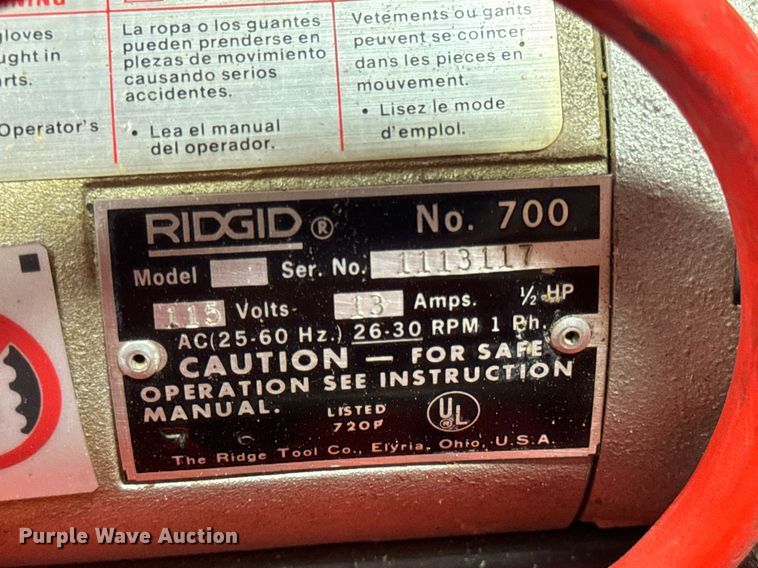 NING
gloves
ught in
arts.
Operator's
La ropa o los guantes
pueden prenderse en
plezas de movimiento
causando serios
accidentes.
• Lea el manual
del operador.
Vetements ou gants
peuvent se coincer
dans les pieces en
mouvement.
• Lisez le mode
d'emplol.
RIDGID ® No. 700
Model Ser. No. 1113117
115 Volts 13 Amps. ½ HP
AC(25-60 Hz.) 26-30 RPM 1 Ph.
CAUTION — FOR SAFE
OPERATION SEE INSTRUCTION
MANUAL. LISTED UL ®
720P
The Ridge Tool Co., Elyria, Ohio, U.S.A.
Purple Wave Auction